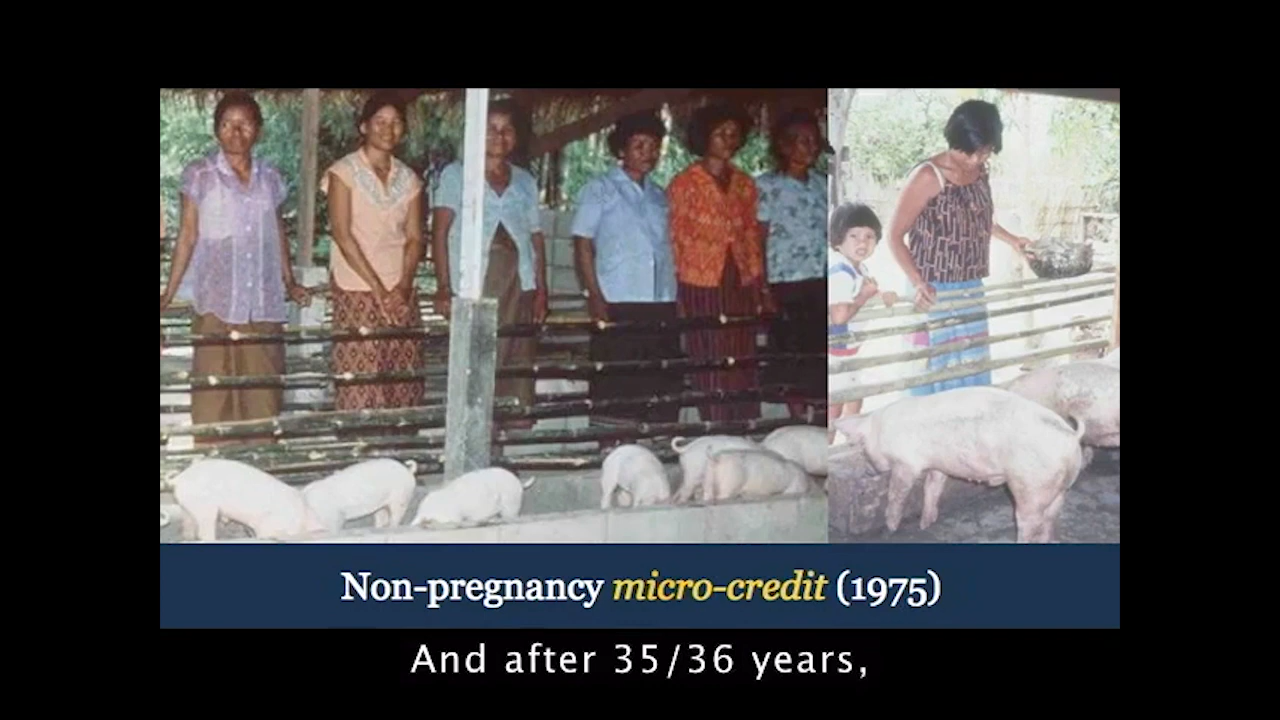 Non-pregnancy micro-credit (1975)
And after 35/36 years,